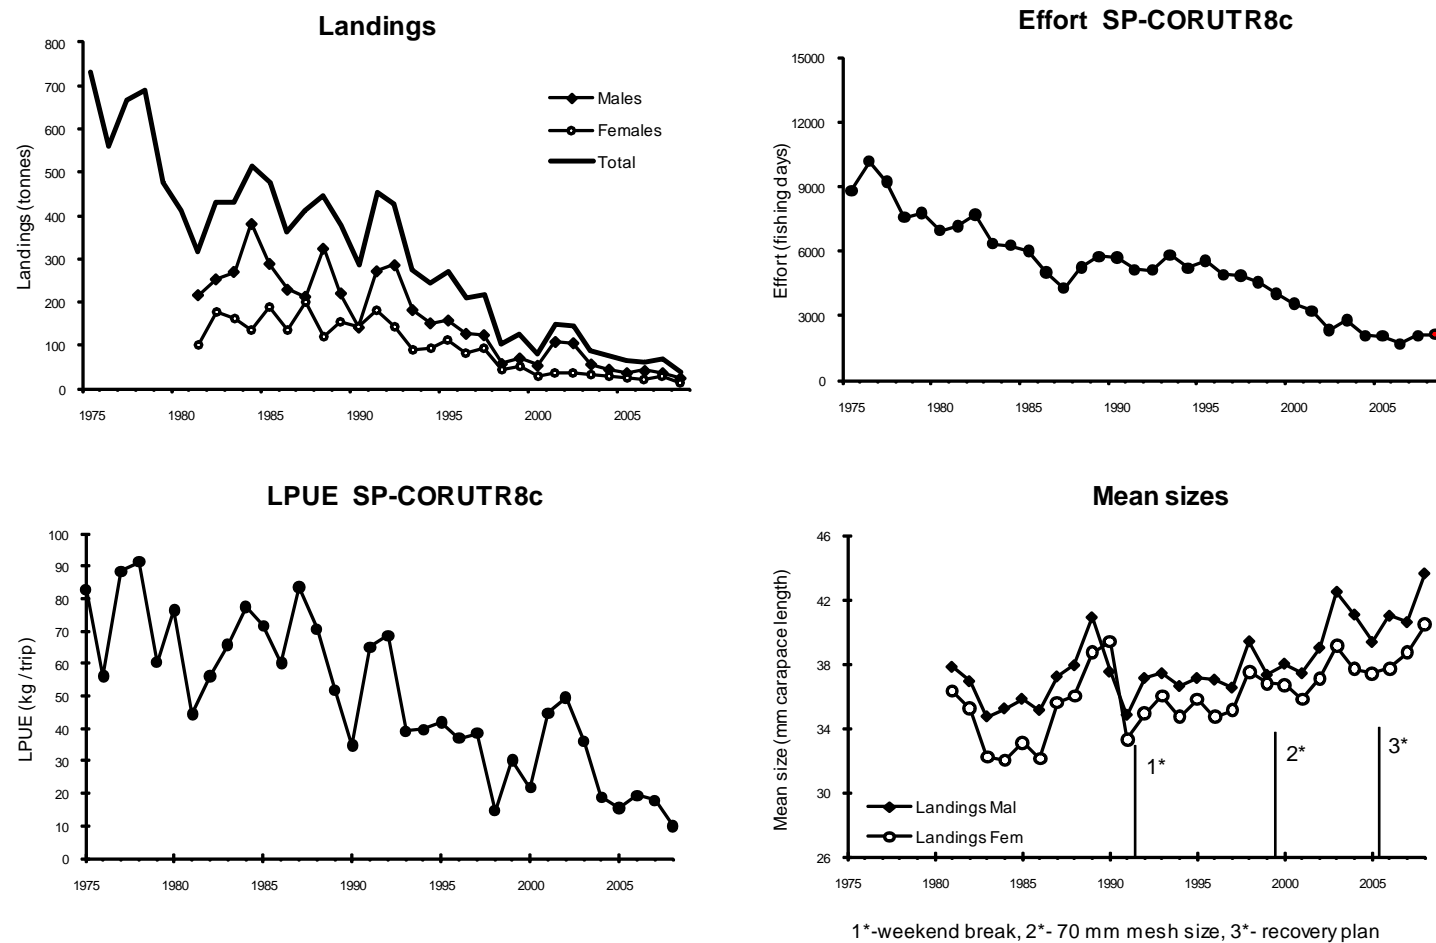 Landings
800
700
600
500
400
300
200
100
0
Landings (tonnes)
Males
Females
Total
1975 1980 1985 1990 1995 2000 2005
Effort SP-CORUTR8c
15000
12000
9000
6000
3000
0
Effort (fishing days)
1975 1980 1985 1990 1995 2000 2005
LPUE SP-CORUTR8c
100
90
80
70
60
50
40
30
20
10
0
LPUE (kg / trip)
1975 1980 1985 1990 1995 2000 2005
Mean sizes
46
42
38
34
30
26
Mean size (mm carapace length)
1*
2*
3*
Landings Mal
Landings Fem
1975 1980 1985 1990 1995 2000 2005
1*-weekend break, 2*- 70 mm mesh size, 3*- recovery plan